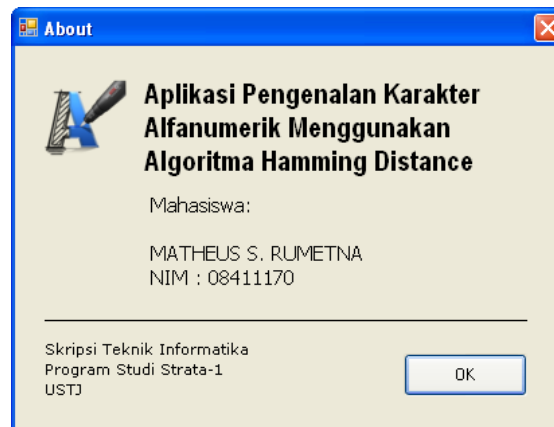 About
Aplikasi Pengenalan Karakter
Alfanumerik Menggunakan
Algoritma Hamming Distance
Mahasiswa:
MATHEUS S. RUMETNA
NIM : 08411170
Skripsi Teknik Informatika
Program Studi Strata-1
USTJ
OK